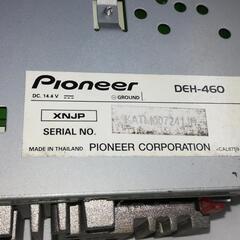 Pioneer
DEH-460
DC. 14.4 V
GROUND
XNJP
SERIAL NO.
MADE IN THAILAND
PIONEER CORPORATION